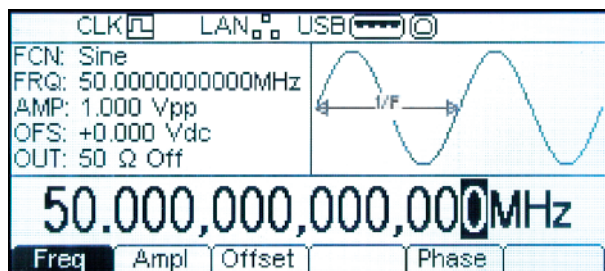 CLK LAN USB
FCN: Sine
FRQ: 50.0000000000MHz
AMP: 1.000 Vpp
OFS: +0.000 Vdc
OUT: 50 Ω Off
1/F
50.000,000,000,000MHz
Freq Ampl Offset Phase